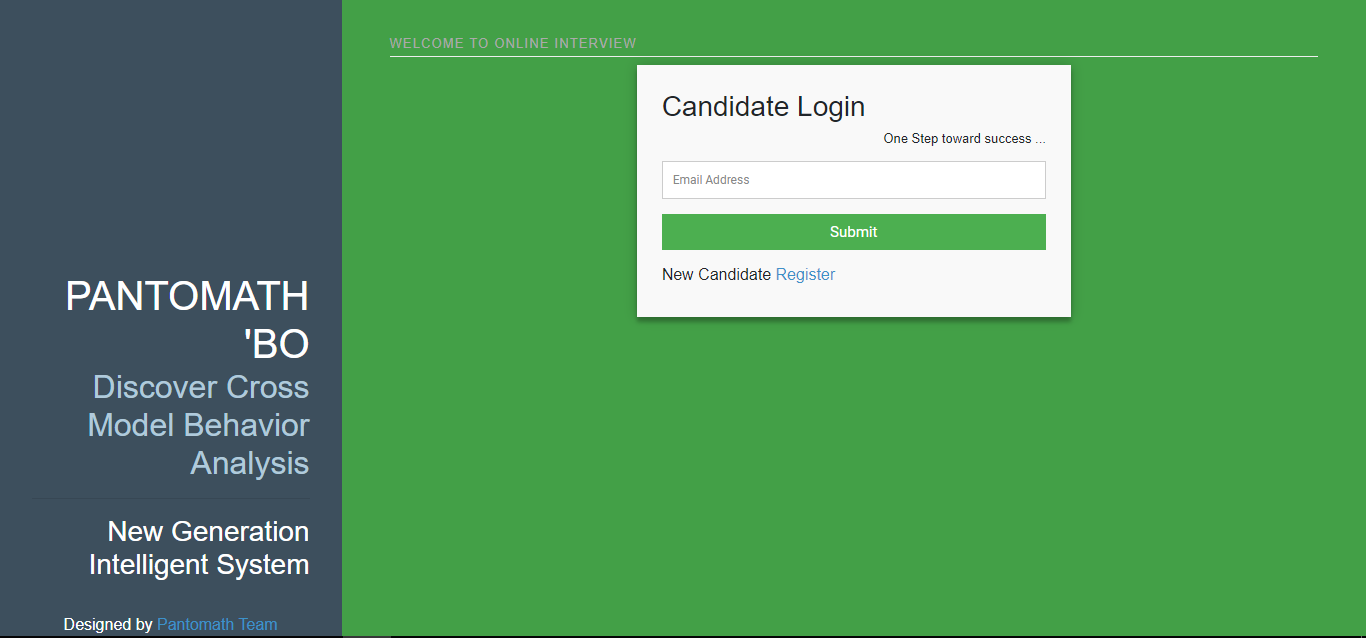 PANTOMATH
'BO
Discover Cross
Model Behavior
Analysis
New Generation
Intelligent System
Designed by Pantomath Team
WELCOME TO ONLINE INTERVIEW
Candidate Login
One Step toward success ...
Email Address
Submit
New Candidate Register